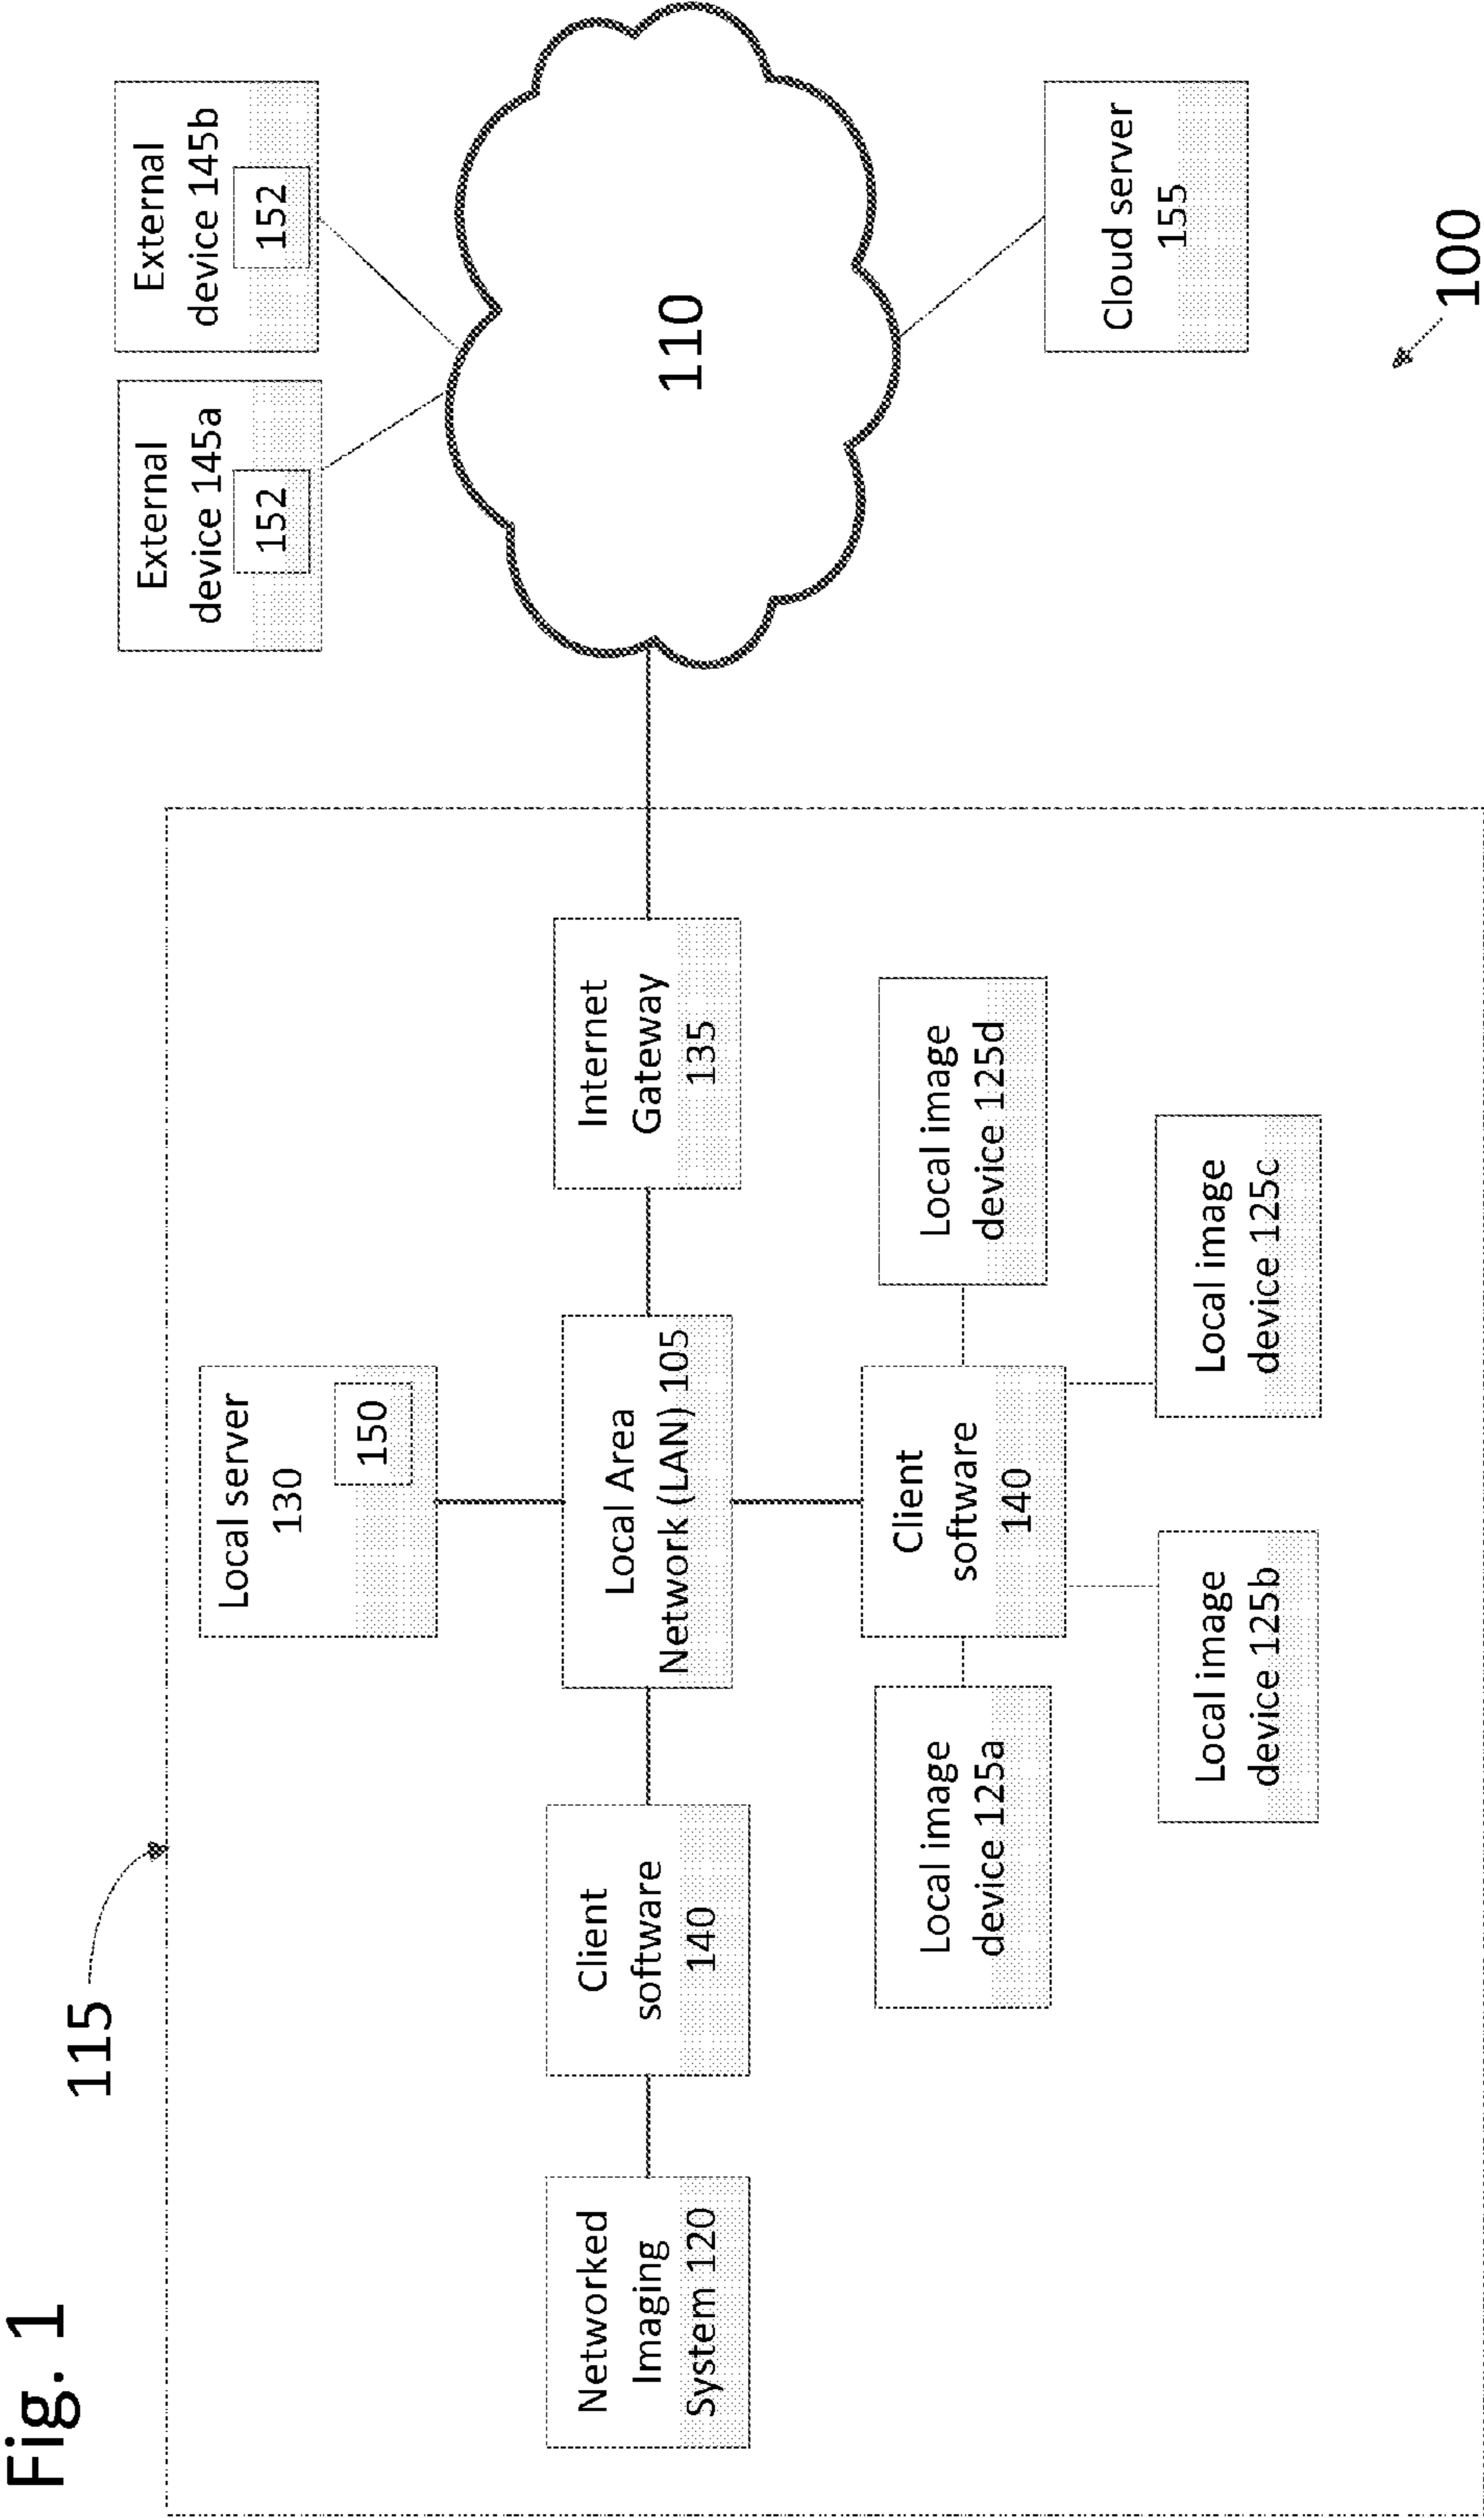 Fig. 1
115
Local server
130
150
External
device 145a
152
External
device 145b
152
Networked
Imaging
System 120
Client
software
140
Local Area
Network (LAN) 105
Internet
Gateway
135
110
Local image
device 125a
Client
software
140
Local image
device 125d
Local image
device 125b
Local image
device 125c
Cloud server
155
100